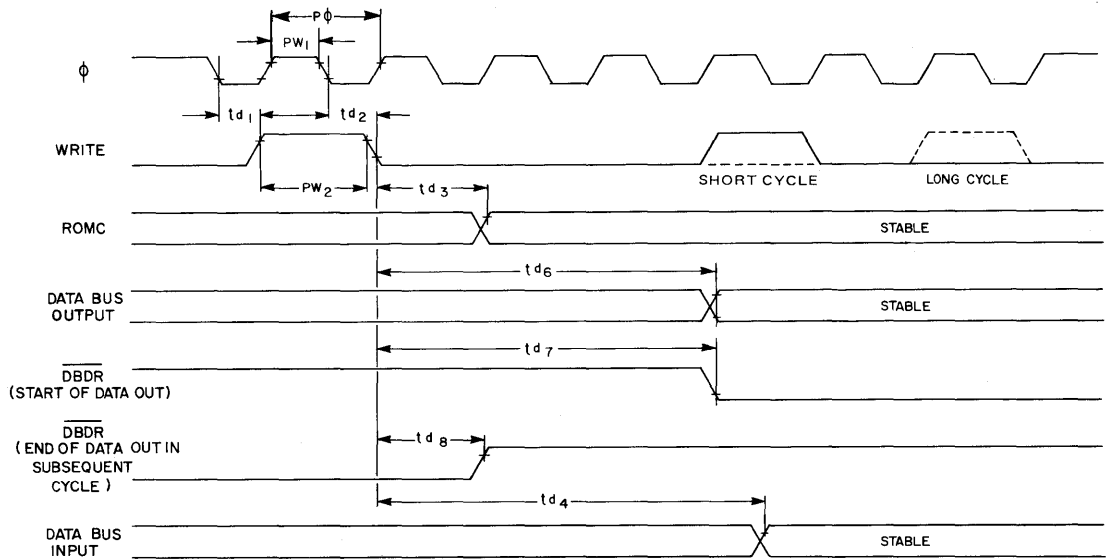 PΦ
PW1
Φ
td1
td2
WRITE
PW2
td3
SHORT CYCLE
LONG CYCLE
ROMC
STABLE
td6
DATA BUS
OUTPUT
STABLE
td7
DBDR
(START OF DATA OUT)
DBDR
(END OF DATA OUT IN
SUBSEQUENT
CYCLE)
td8
td4
DATA BUS
INPUT
STABLE